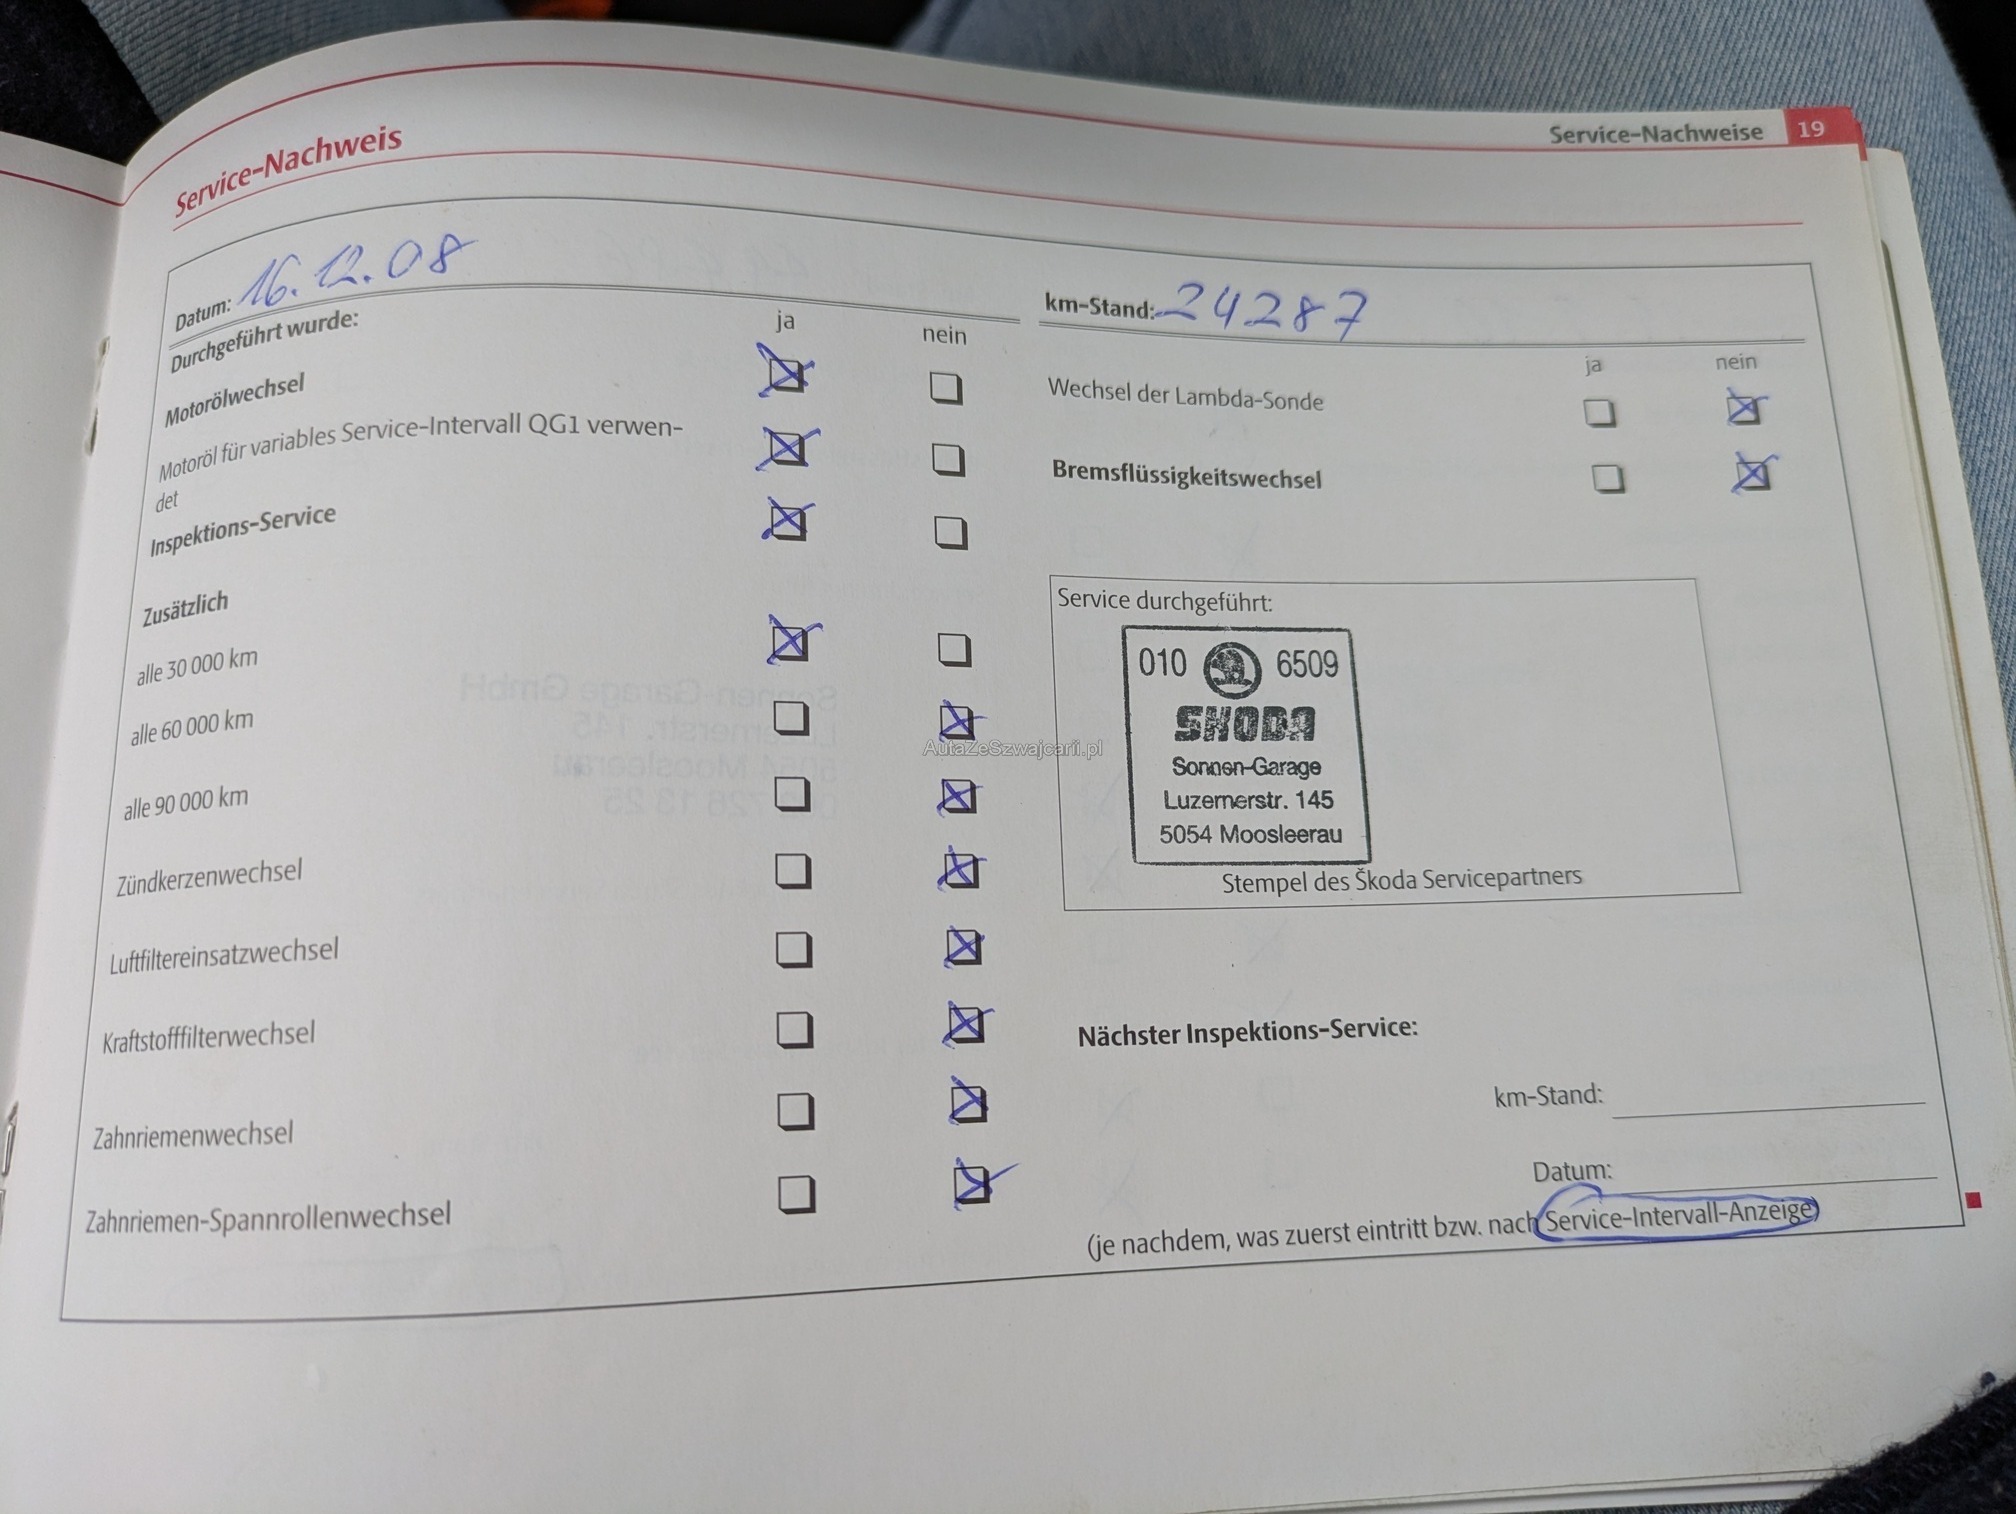 Service-Nachweise 19
Service-Nachweis
Datum: 16.12.08
km-Stand: 24287
Durchgeführt wurde:
ja nein
Motorölwechsel
Motoröl für variables Service-Intervall QG1 verwen-
det
Inspektions-Service
Zusätzlich
alle 30 000 km
alle 60 000 km
alle 90 000 km
Zündkerzenwechsel
Luftfiltereinsatzwechsel
Kraftstofffilterwechsel
Zahnriemenwechsel
Zahnriemen-Spannrollenwechsel
ja nein
Wechsel der Lambda-Sonde
Bremsflüssigkeitswechsel
Service durchgeführt:
010 6509
SKODA
Sonnen-Garage
Luzernerstr. 145
5054 Moosleerau
Stempel des Škoda Servicepartners
Nächster Inspektions-Service:
km-Stand:
Datum:
(je nachdem, was zuerst eintritt bzw. nach Service-Intervall-Anzeige)
AutaZeSzwajcarii.pl